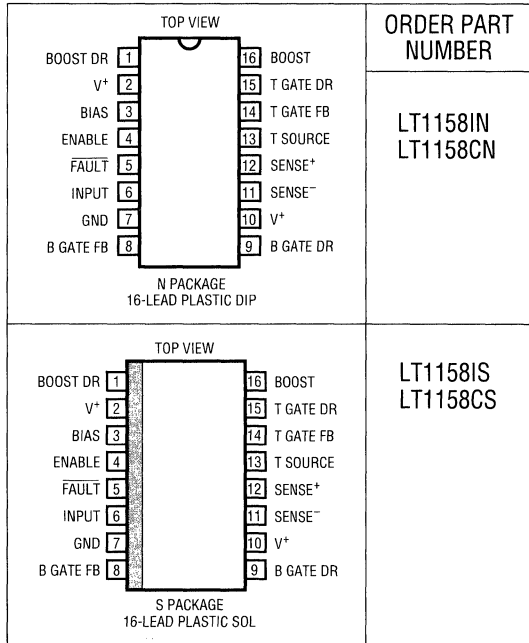 TOP VIEW
BOOST DR 1
16 BOOST
V+ 2
15 T GATE DR
BIAS 3
14 T GATE FB
ENABLE 4
13 T SOURCE
FAULT 5
12 SENSE+
INPUT 6
11 SENSE−
GND 7
10 V+
B GATE FB 8
9 B GATE DR
N PACKAGE
16-LEAD PLASTIC DIP
ORDER PART
NUMBER
LT1158IN
LT1158CN
TOP VIEW
BOOST DR 1
16 BOOST
V+ 2
15 T GATE DR
BIAS 3
14 T GATE FB
ENABLE 4
13 T SOURCE
FAULT 5
12 SENSE+
INPUT 6
11 SENSE−
GND 7
10 V+
B GATE FB 8
9 B GATE DR
S PACKAGE
16-LEAD PLASTIC SOL
LT1158IS
LT1158CS